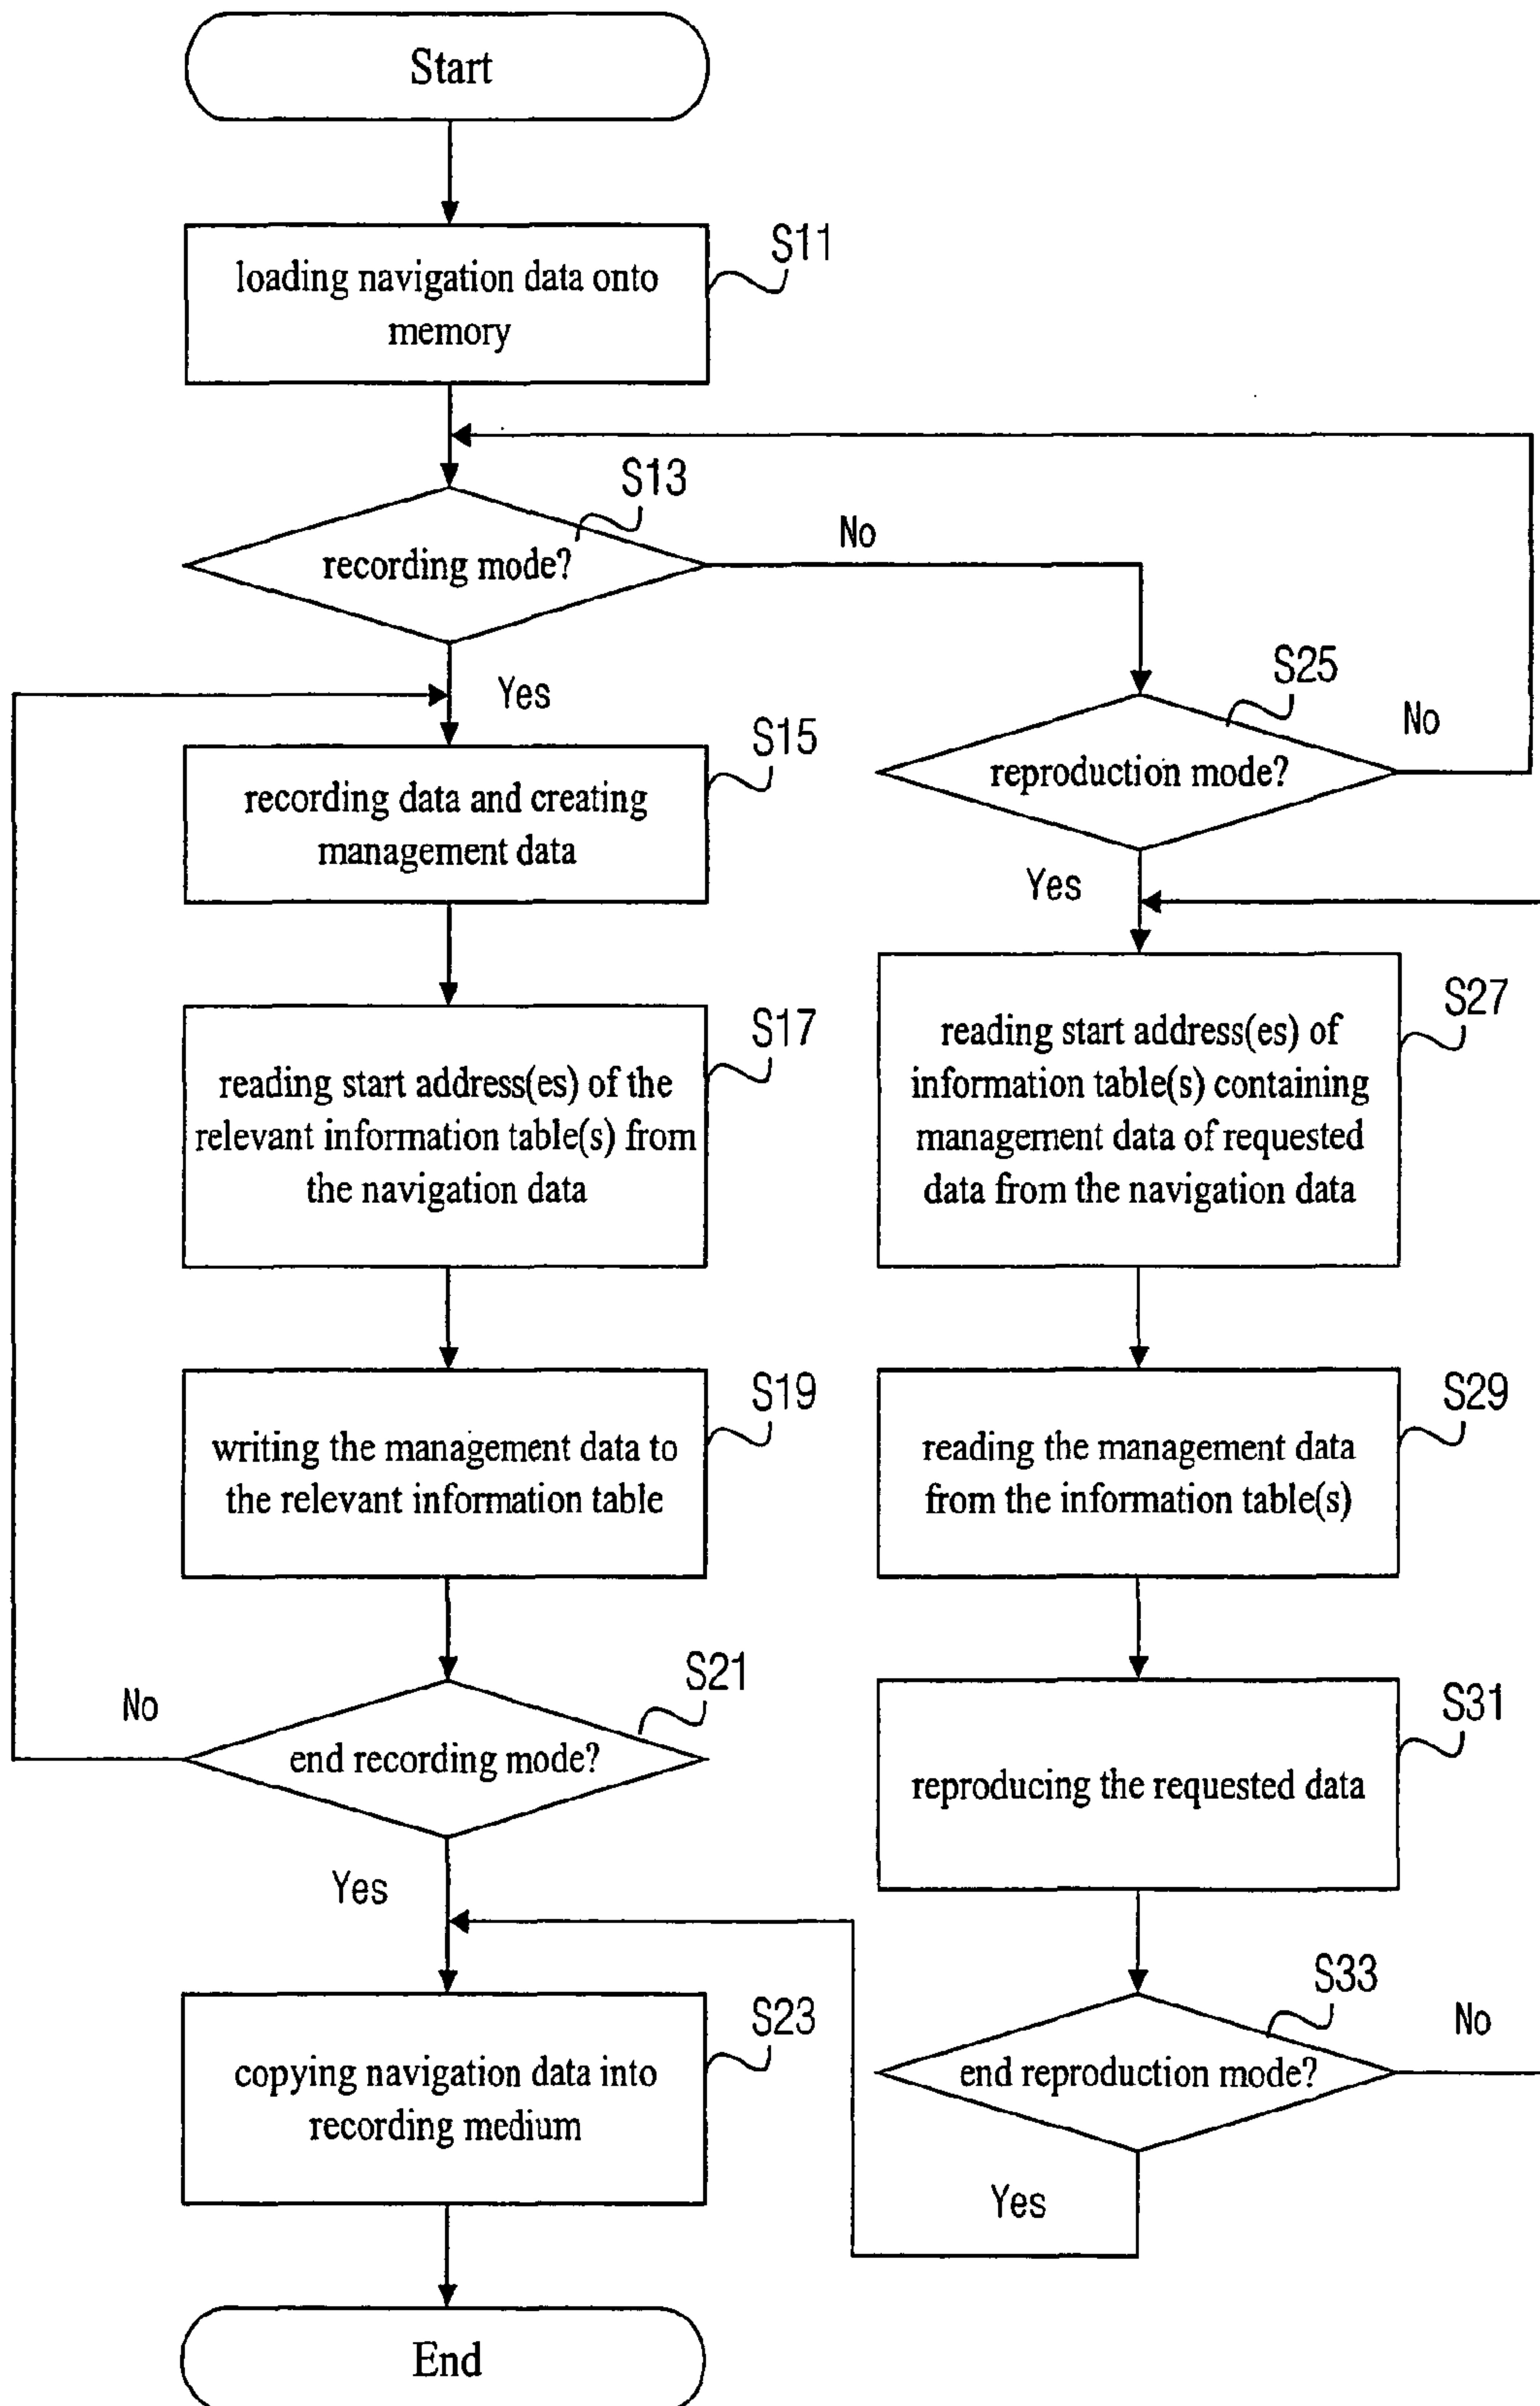 Start
S11
loading navigation data onto
memory
S13
recording mode?
No
Yes
S25
reproduction mode?
No
Yes
S15
recording data and creating
management data
S17
reading start address(es) of the
relevant information table(s) from
the navigation data
S27
reading start address(es) of
information table(s) containing
management data of requested
data from the navigation data
S19
writing the management data to
the relevant information table
S29
reading the management data
from the information table(s)
S21
No
end recording mode?
Yes
S31
reproducing the requested data
S23
copying navigation data into
recording medium
S33
No
end reproduction mode?
Yes
End